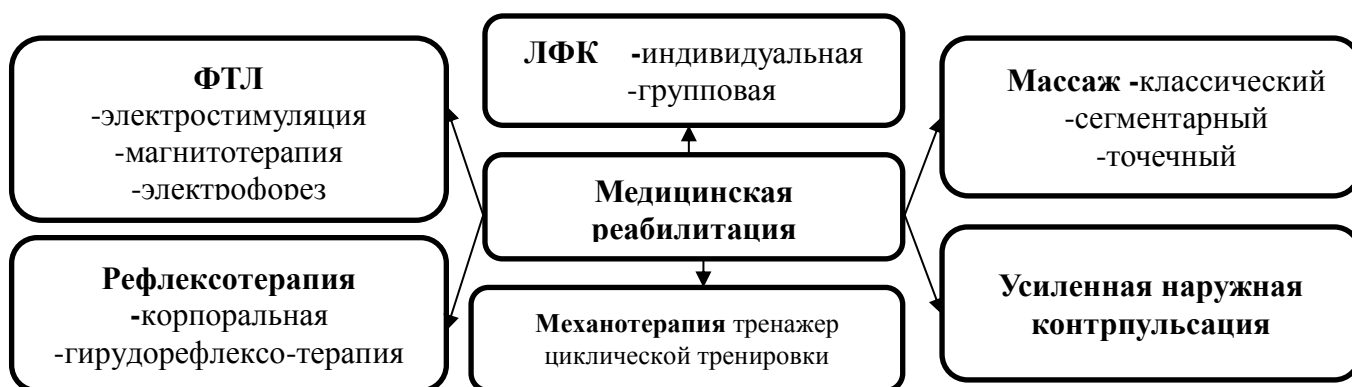 ФТЛ
-электростимуляция
-магнитотерапия
-электрофорез
ЛФК -индивидуальная
-групповая
Массаж -классический
-сегментарный
-точечный
Медицинская
реабилитация
Рефлексотерапия
-корпоральная
-гирудорефлексо-терапия
Механотерапия тренажер
циклической тренировки
Усиленная наружная
контрпульсация